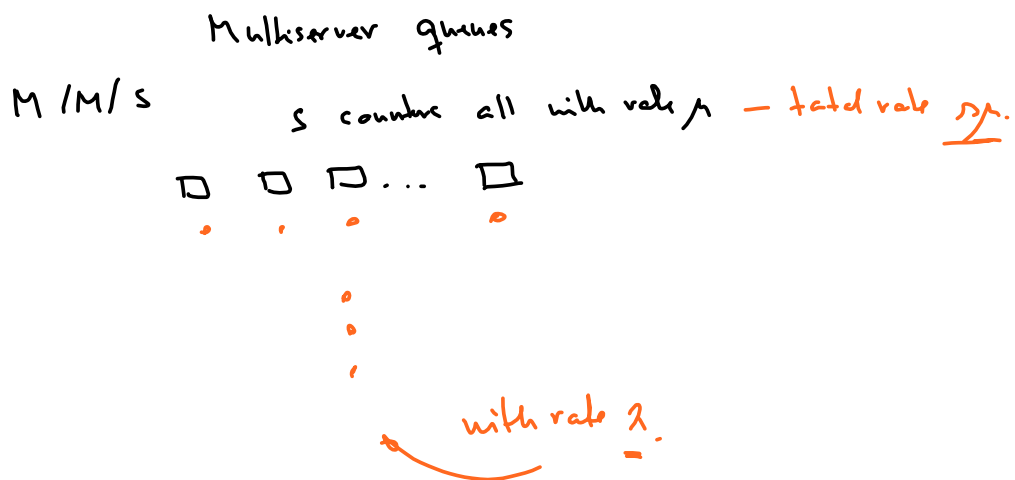 Multiserver queues
M/M/S
S counters all with rate μ — total rate sμ.
...
with rate λ.